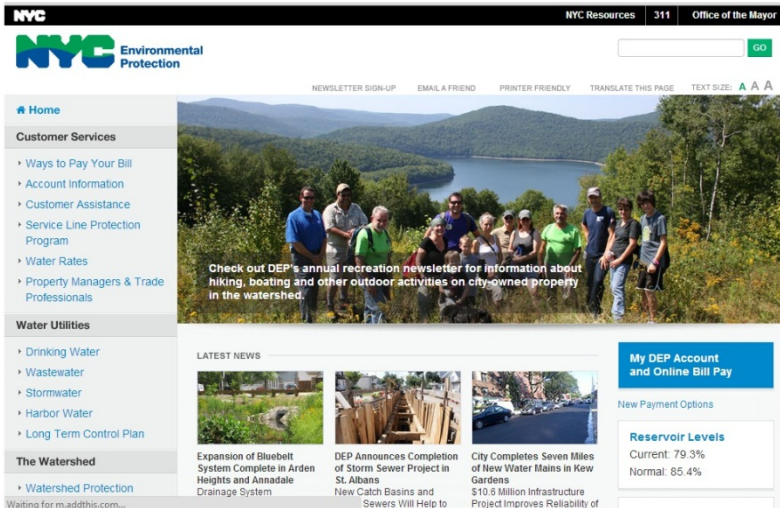 NYC
NYC Resources
311
Office of the Mayor
NYC Environmental
Protection
GO
NEWSLETTER SIGN-UP
EMAIL A FRIEND
PRINTER FRIENDLY
TRANSLATE THIS PAGE
TEXT SIZE: A A A
Home
Customer Services
Ways to Pay Your Bill
Account Information
Customer Assistance
Service Line Protection
Program
Water Rates
Property Managers & Trade
Professionals
Water Utilities
Drinking Water
Wastewater
Stormwater
Harbor Water
Long Term Control Plan
The Watershed
Watershed Protection
Waiting for m.addthis.com...
Check out DEP's annual recreation newsletter for information about
hiking, boating and other outdoor activities on city-owned property
in the watershed.
LATEST NEWS
Expansion of Bluebelt
System Complete in Arden
Heights and Annadale
Drainage System
DEP Announces Completion
of Storm Sewer Project in
St. Albans
New Catch Basins and
Sewers Will Help to
City Completes Seven Miles
of New Water Mains in Kew
Gardens
$10.6 Million Infrastructure
Project Improves Reliability of
My DEP Account
and Online Bill Pay
New Payment Options
Reservoir Levels
Current: 79.3%
Normal: 85.4%